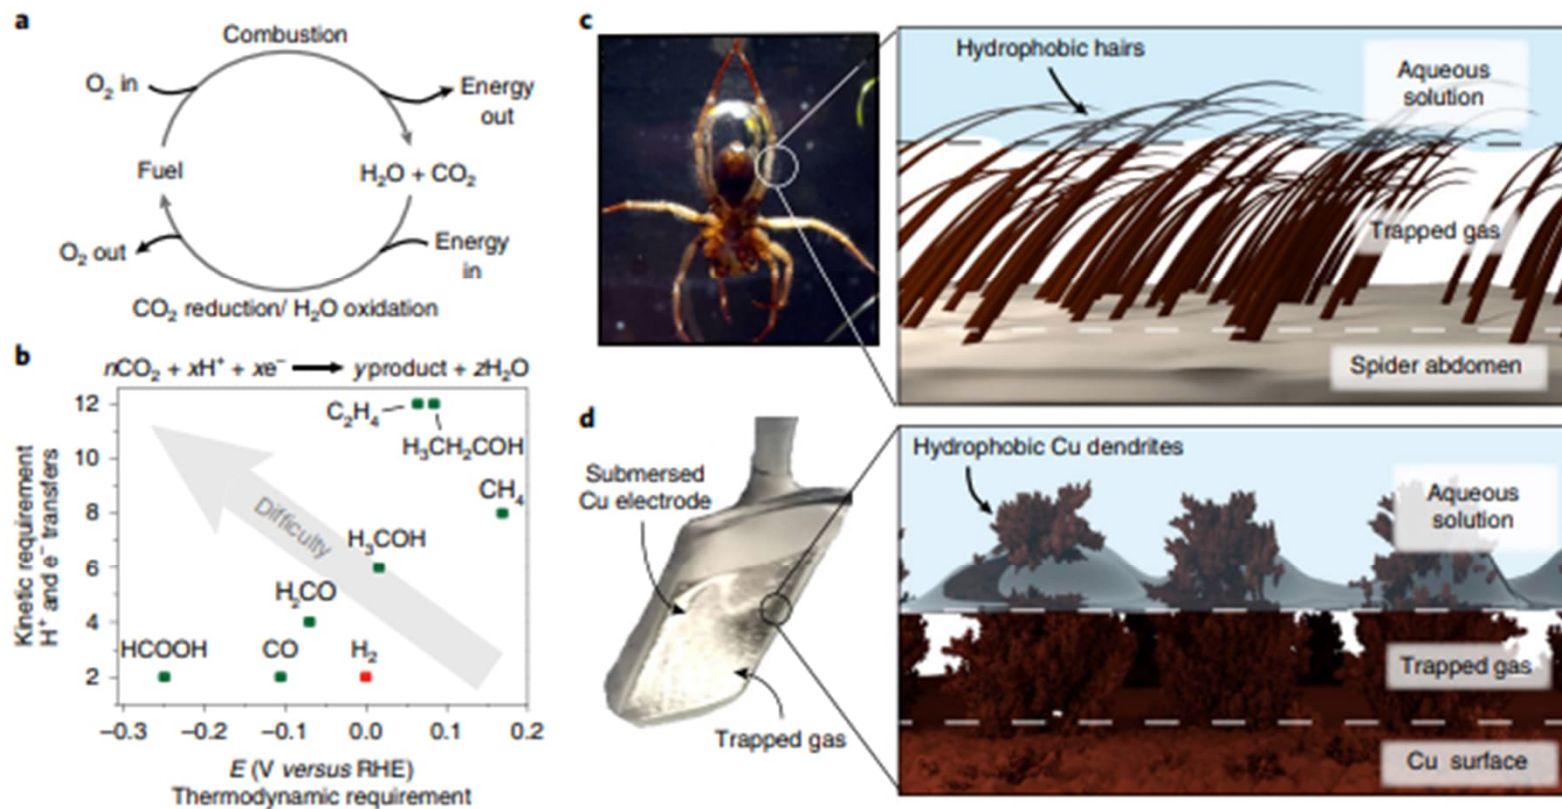 a
Combustion
O₂ in
Energy
out
Fuel
H₂O + CO₂
O₂ out
Energy
in
CO₂ reduction/ H₂O oxidation
b
nCO₂ + xH⁺ + xe⁻ → yproduct + zH₂O
Kinetic requirement
H⁺ and e⁻ transfers
12
10
8
6
4
2
C₂H₄
H₃CH₂COH
CH₄
Difficulty
H₃COH
H₂CO
HCOOH
CO
H₂
−0.3
−0.2
−0.1
0.0
0.1
0.2
E (V versus RHE)
Thermodynamic requirement
c
Hydrophobic hairs
Aqueous
solution
Trapped gas
Spider abdomen
d
Submersed
Cu electrode
Trapped gas
Hydrophobic Cu dendrites
Aqueous
solution
Trapped gas
Cu surface